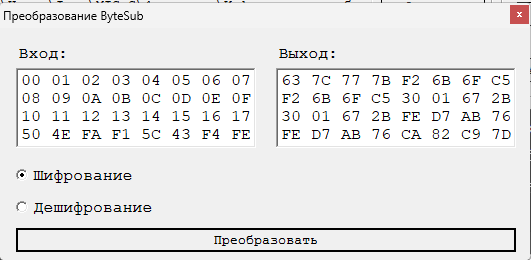 Преобразование ByteSub
Вход:
00 01 02 03 04 05 06 07
08 09 0A 0B 0C 0D 0E 0F
10 11 12 13 14 15 16 17
50 4E FA F1 5C 43 F4 FE
Выход:
63 7C 77 7B F2 6B 6F C5
F2 6B 6F C5 30 01 67 2B
30 01 67 2B FE D7 AB 76
FE D7 AB 76 CA 82 C9 7D
Шифрование
Дешифрование
Преобразовать